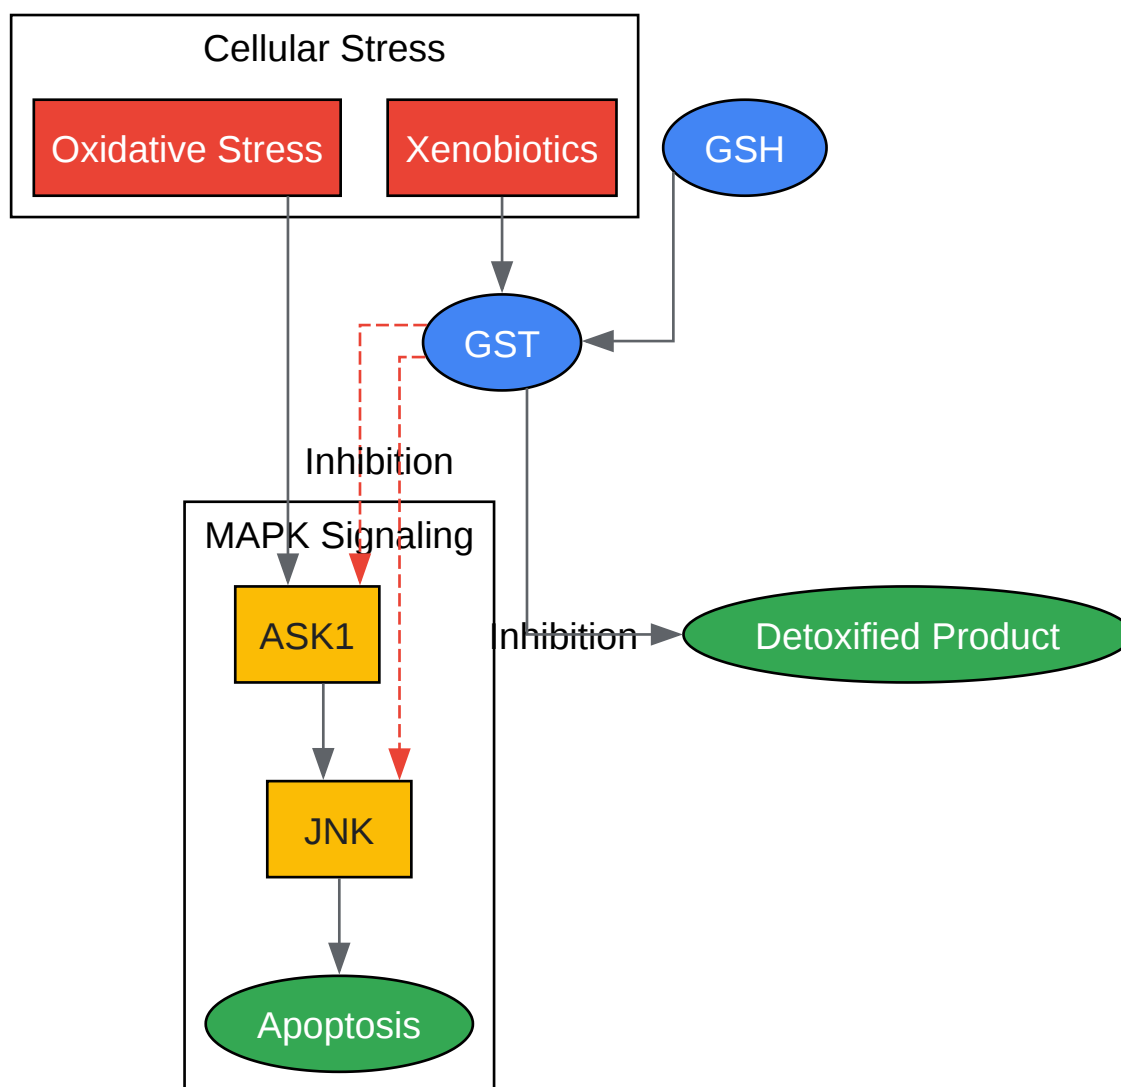 Cellular Stress
Oxidative Stress
Xenobiotics
GSH
GST
Inhibition
MAPK Signaling
ASK1
Inhibition
Detoxified Product
JNK
Apoptosis